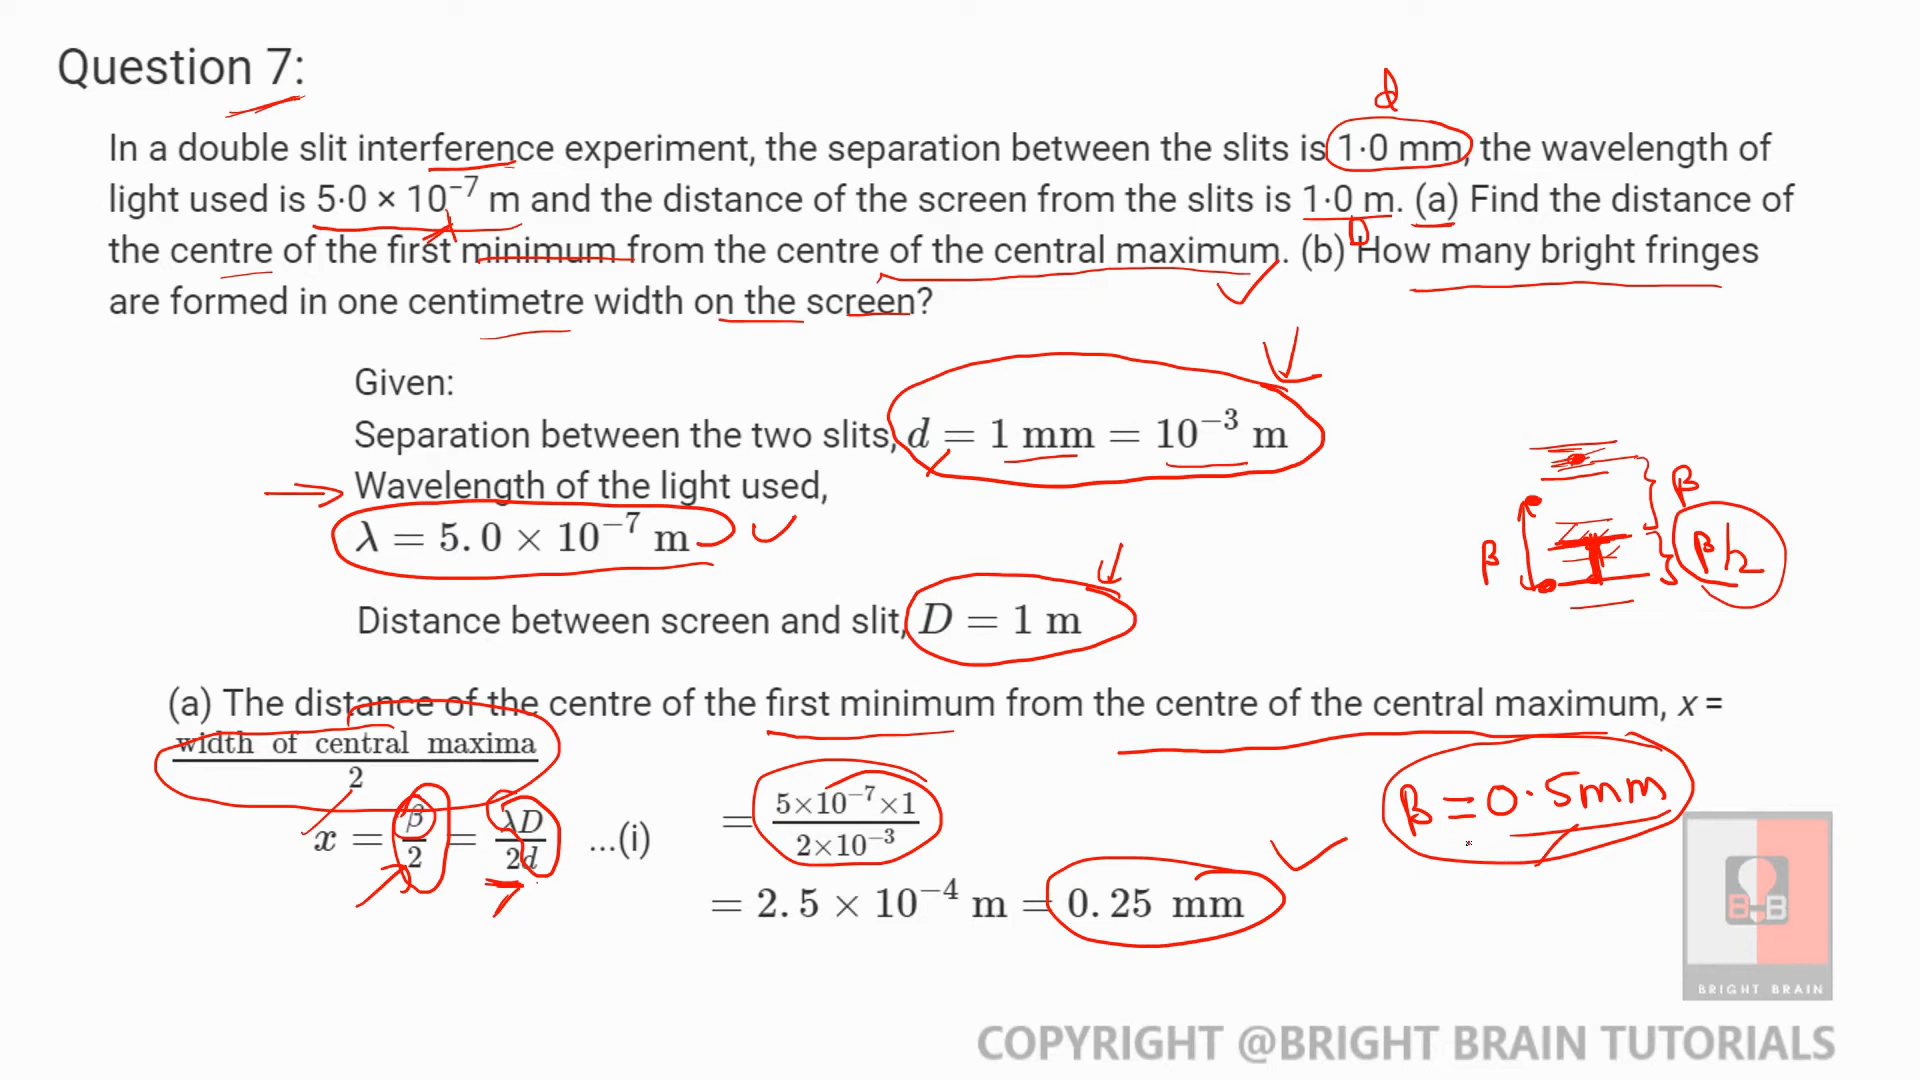 Question 7:
d
In a double slit interference experiment, the separation between the slits is 1·0 mm, the wavelength of
light used is 5·0 × 10⁻⁷ m and the distance of the screen from the slits is 1·0 m. (a) Find the distance of
λ D
the centre of the first minimum from the centre of the central maximum. (b) How many bright fringes
are formed in one centimetre width on the screen?
Given:
Separation between the two slits, d = 1 mm = 10⁻³ m
Wavelength of the light used,
λ = 5.0 × 10⁻⁷ m
β
β
β/2
Distance between screen and slit, D = 1 m
(a) The distance of the centre of the first minimum from the centre of the central maximum, x =
width of central maxima
2
x = β/2 = λD/2d ...(i)
= 5×10⁻⁷×1 / 2×10⁻³
β = 0.5mm
= 2.5 × 10⁻⁴ m = 0.25 mm
B B
BRIGHT BRAIN
COPYRIGHT @BRIGHT BRAIN TUTORIALS